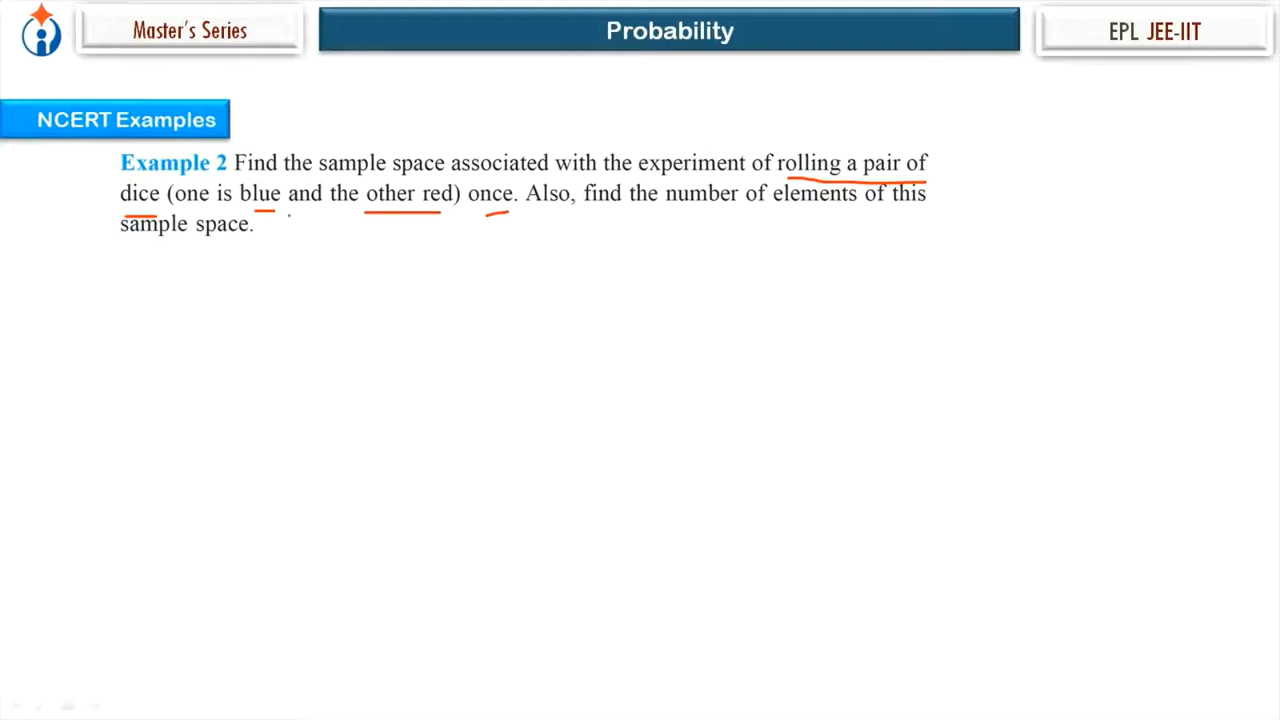 Master's Series
Probability
EPL JEE-IIT
NCERT Examples
Example 2 Find the sample space associated with the experiment of rolling a pair of
dice (one is blue and the other red) once. Also, find the number of elements of this
sample space.